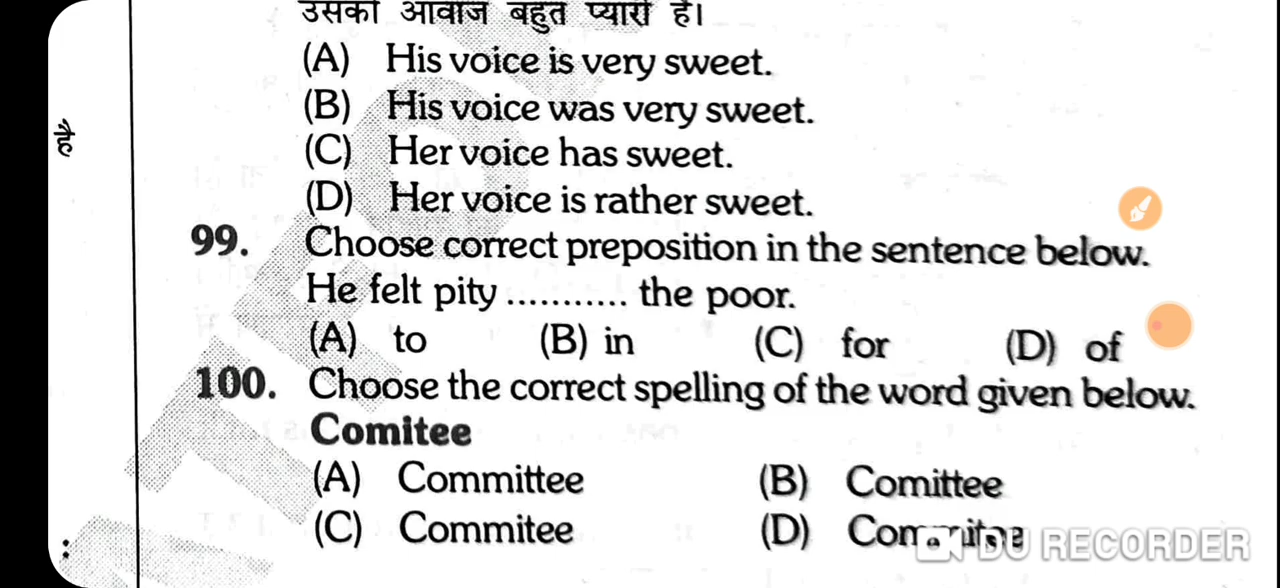 उसकी आवाज बहुत प्यारी है।
(A) His voice is very sweet.
(B) His voice was very sweet.
(C) Her voice has sweet.
(D) Her voice is rather sweet.
99. Choose correct preposition in the sentence below.
He felt pity ........... the poor.
(A) to (B) in (C) for (D) of
100. Choose the correct spelling of the word given below.
Comitee
(A) Committee (B) Comittee
(C) Commitee (D)
DU RECORDER
है
: